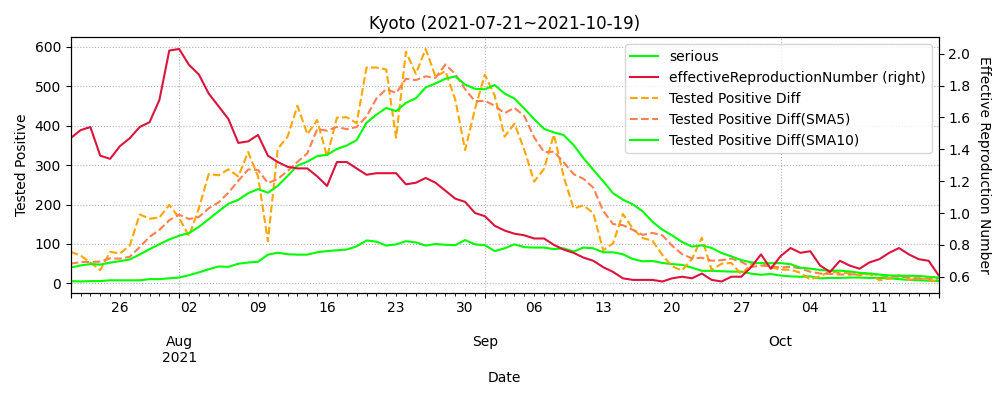 Kyoto (2021-07-21~2021-10-19)
600
500
400
300
200
100
0
Tested Positive
2.0
1.8
1.6
1.4
1.2
1.0
0.8
0.6
Effective Reproduction Number
serious
effectiveReproductionNumber (right)
Tested Positive Diff
Tested Positive Diff(SMA5)
Tested Positive Diff(SMA10)
26 02 09 16 23 30 06 13 20 27 04 11
Aug Sep Oct
2021
Date